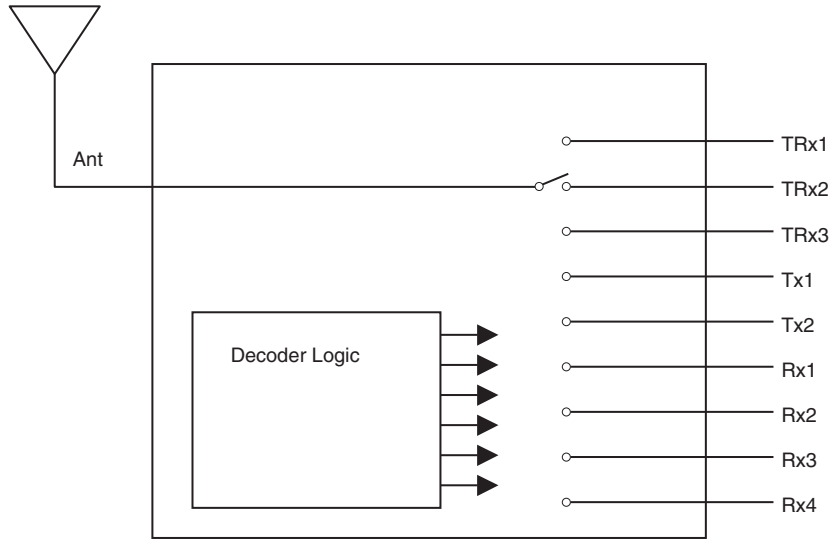 Ant
TRx1
TRx2
TRx3
Tx1
Tx2
Decoder Logic
Rx1
Rx2
Rx3
Rx4